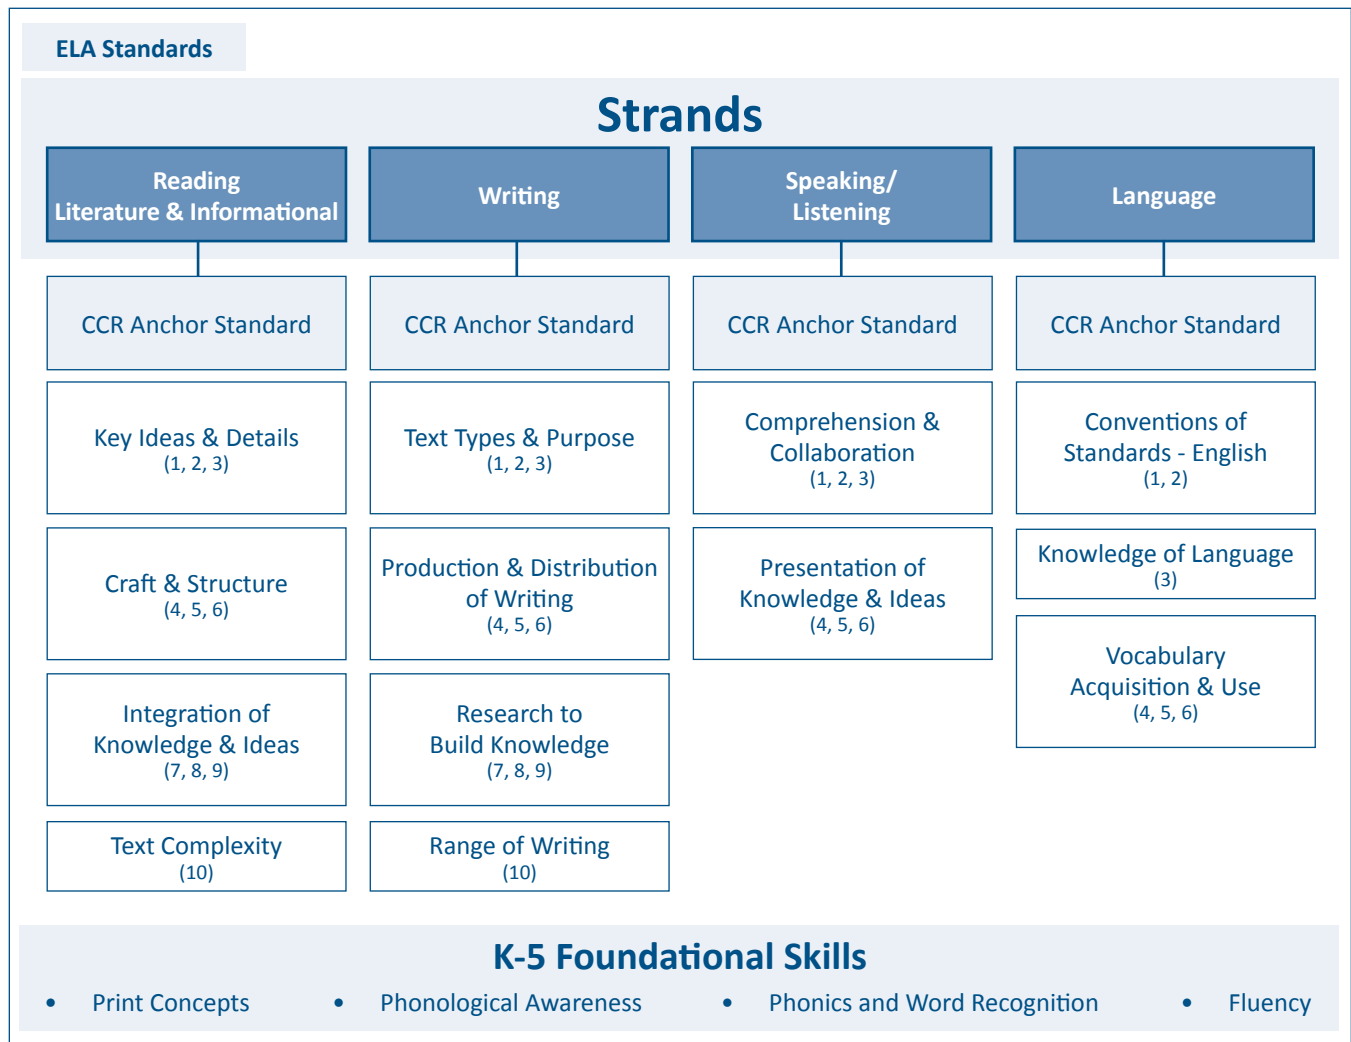 ELA Standards
Strands
Reading
Literature & Informational
Writing
Speaking/
Listening
Language
CCR Anchor Standard
CCR Anchor Standard
CCR Anchor Standard
CCR Anchor Standard
Key Ideas & Details
(1, 2, 3)
Text Types & Purpose
(1, 2, 3)
Comprehension &
Collaboration
(1, 2, 3)
Conventions of
Standards - English
(1, 2)
Craft & Structure
(4, 5, 6)
Production & Distribution
of Writing
(4, 5, 6)
Presentation of
Knowledge & Ideas
(4, 5, 6)
Knowledge of Language
(3)
Vocabulary
Acquisition & Use
(4, 5, 6)
Integration of
Knowledge & Ideas
(7, 8, 9)
Research to
Build Knowledge
(7, 8, 9)
Text Complexity
(10)
Range of Writing
(10)
K-5 Foundational Skills
• Print Concepts • Phonological Awareness • Phonics and Word Recognition • Fluency